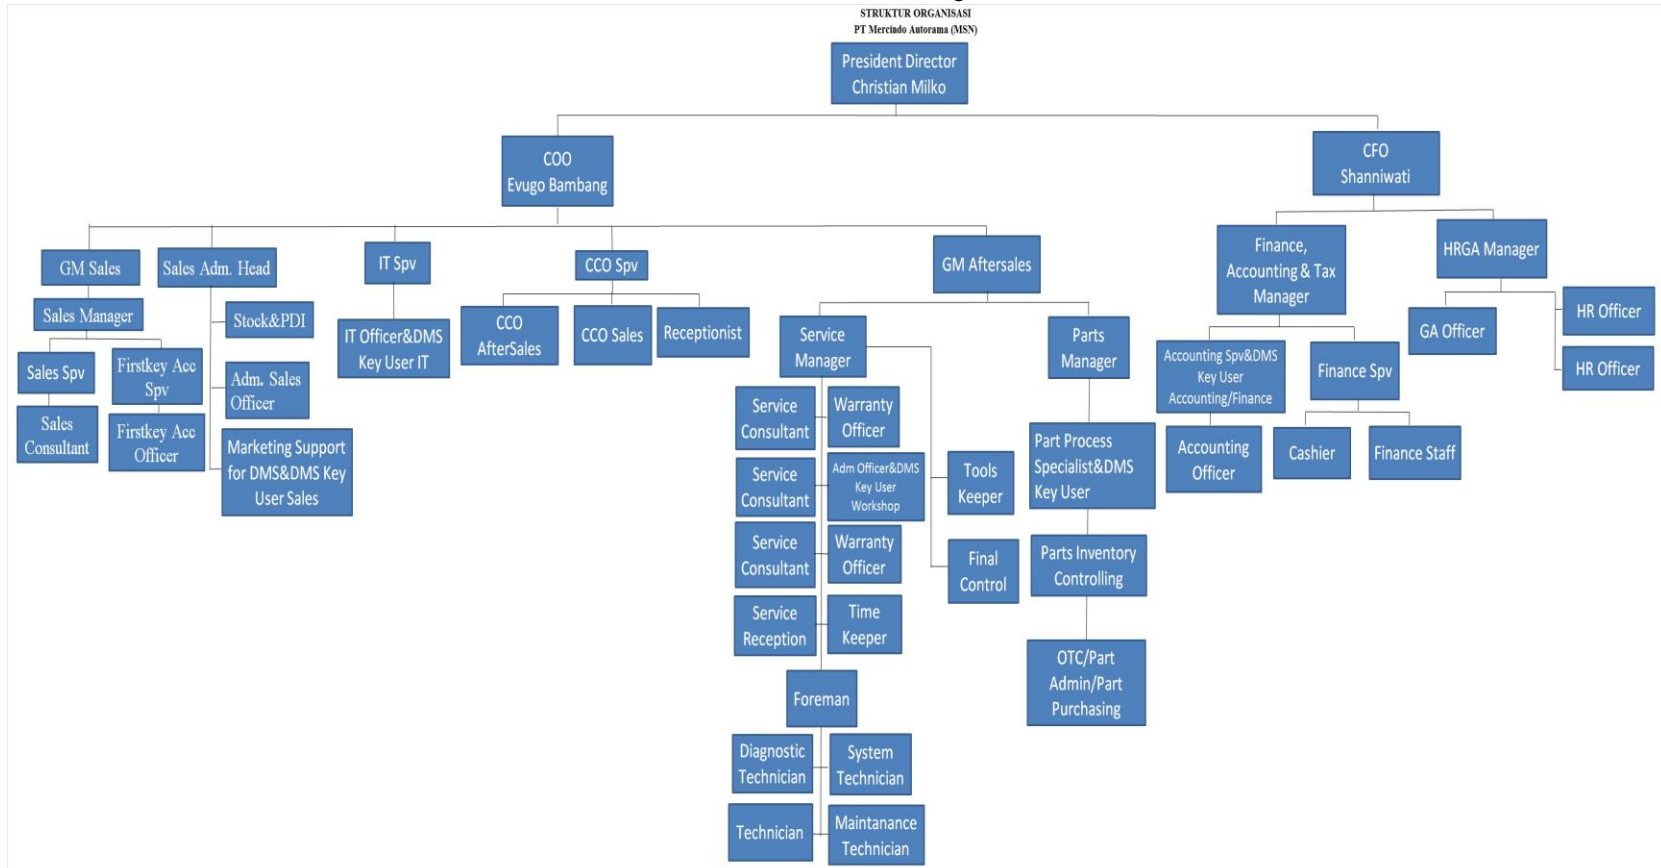 STRUKTUR ORGANISASI
PT Mercindo Autorama (MSN)
President Director
Christian Milko
COO
Evugo Bambang
CFO
Shanniwati
GM Sales
Sales Adm. Head
IT Spv
CCO Spv
GM Aftersales
Finance,
Accounting & Tax
Manager
HRGA Manager
Sales Manager
Stock&PDI
IT Officer&DMS
Key User IT
CCO
AfterSales
CCO Sales
Receptionist
Service
Manager
Parts
Manager
GA Officer
HR Officer
HR Officer
Sales Spv
Firstkey Acc
Spv
Adm. Sales
Officer
Accounting Spv&DMS
Key User
Accounting/Finance
Finance Spv
Sales
Consultant
Firstkey Acc
Officer
Marketing Support
for DMS&DMS Key
User Sales
Service
Consultant
Warranty
Officer
Part Process
Specialist&DMS
Key User
Accounting
Officer
Cashier
Finance Staff
Service
Consultant
Adm Officer&DMS
Key User
Workshop
Tools
Keeper
Service
Consultant
Warranty
Officer
Final
Control
Parts Inventory
Controlling
Service
Reception
Time
Keeper
OTC/Part
Admin/Part
Purchasing
Foreman
Diagnostic
Technician
System
Technician
Technician
Maintanance
Technician